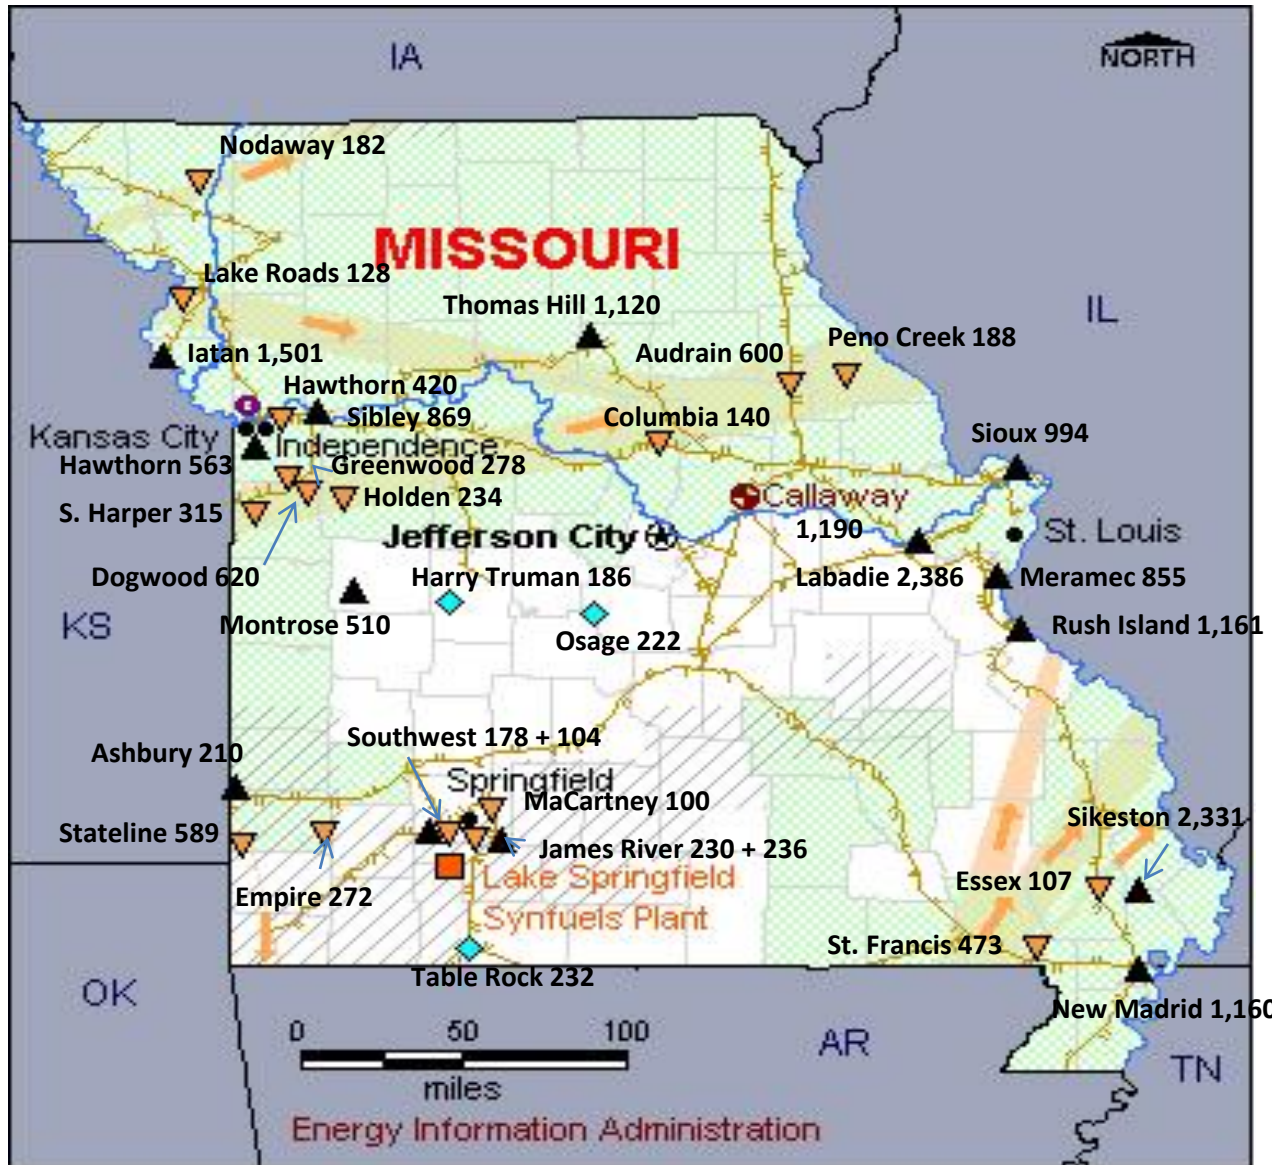 IA
NORTH
Nodaway 182
MISSOURI
Lake Roads 128
Thomas Hill 1,120
IL
Peno Creek 188
Iatan 1,501
Audrain 600
Hawthorn 420
Sibley 869
Columbia 140
Kansas City
Independence
Sioux 994
Hawthorn 563
Greenwood 278
Holden 234
Callaway
1,190
S. Harper 315
Jefferson City
St. Louis
Dogwood 620
Harry Truman 186
Labadie 2,386
Meramec 855
KS
Montrose 510
Osage 222
Rush Island 1,161
Ashbury 210
Southwest 178 + 104
Springfield
MaCartney 100
Sikeston 2,331
Stateline 589
James River 230 + 236
Empire 272
Lake Springfield
Synfuels Plant
Essex 107
St. Francis 473
Table Rock 232
OK
New Madrid 1,160
0 50 100
miles
AR
TN
Energy Information Administration